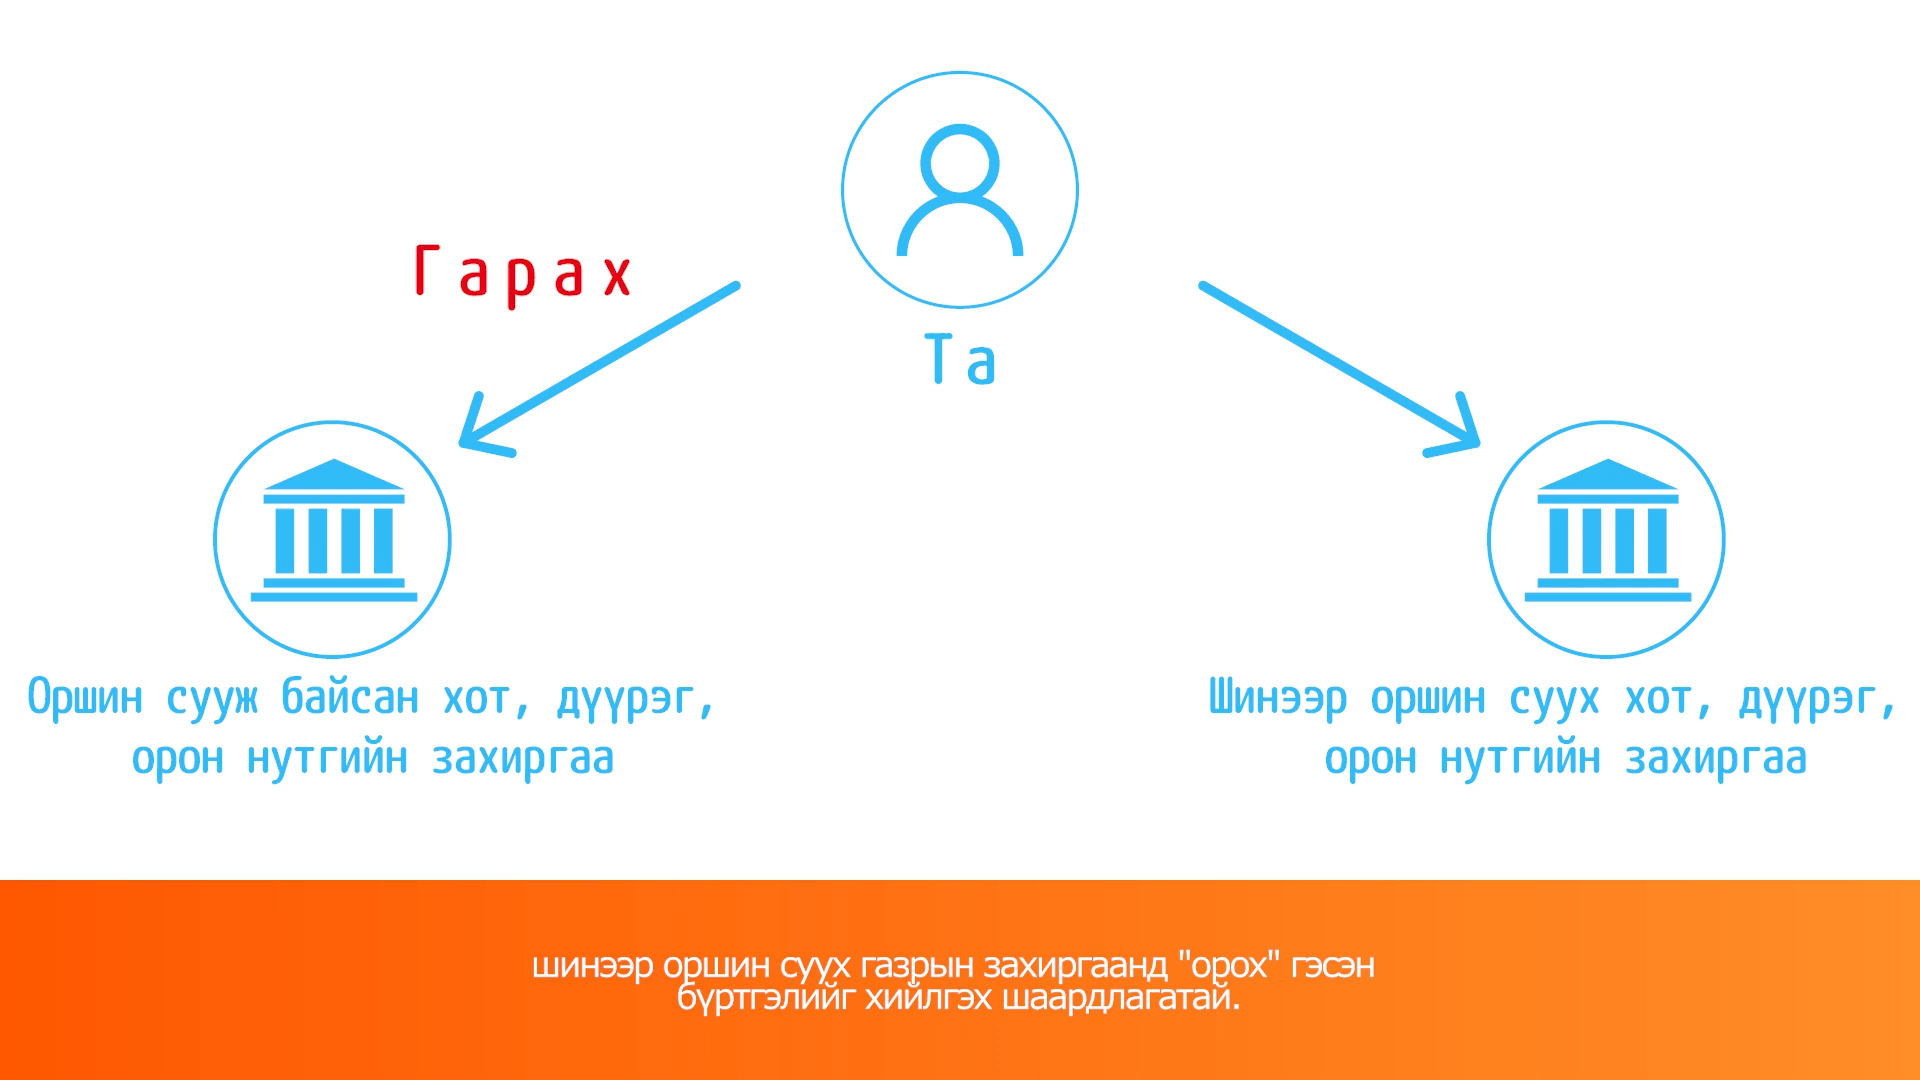 Гарах
Та
Оршин сууж байсан хот, дүүрэг,
орон нутгийн захиргаа
Шинээр оршин суух хот, дүүрэг,
орон нутгийн захиргаа
шинээр оршин суух газрын захиргаанд "орох" гэсэн
бүртгэлийг хийлгэх шаардлагатай.